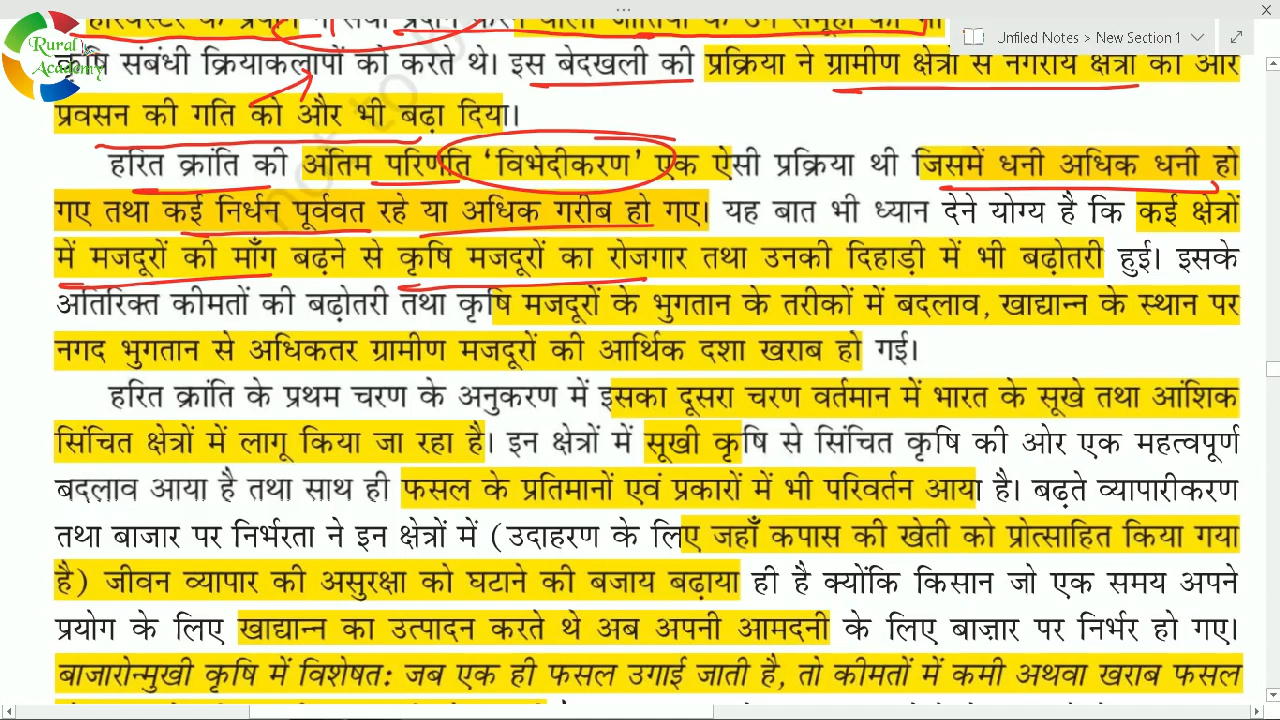 हारवेस्टर के प्रयोग ने सेवा प्रदान करने वाली जातियों के उन समूहों को भी
Rural Academy
Unfiled Notes > New Section 1
संबंधी क्रियाकलापों को करते थे। इस बेदखली की प्रक्रिया ने ग्रामीण क्षेत्रों से नगरीय क्षेत्रों की ओर
प्रवसन की गति को और भी बढ़ा दिया।
हरित क्रांति की अंतिम परिणति ‘विभेदीकरण’ एक ऐसी प्रक्रिया थी जिसमें धनी अधिक धनी हो
गए तथा कई निर्धन पूर्ववत रहे या अधिक गरीब हो गए। यह बात भी ध्यान देने योग्य है कि कई क्षेत्रों
में मजदूरों की माँग बढ़ने से कृषि मजदूरों का रोजगार तथा उनकी दिहाड़ी में भी बढ़ोतरी हुई। इसके
अतिरिक्त कीमतों की बढ़ोतरी तथा कृषि मजदूरों के भुगतान के तरीकों में बदलाव, खाद्यान्न के स्थान पर
नगद भुगतान से अधिकतर ग्रामीण मजदूरों की आर्थिक दशा खराब हो गई।
हरित क्रांति के प्रथम चरण के अनुकरण में इसका दूसरा चरण वर्तमान में भारत के सूखे तथा आंशिक
सिंचित क्षेत्रों में लागू किया जा रहा है। इन क्षेत्रों में सूखी कृषि से सिंचित कृषि की ओर एक महत्वपूर्ण
बदलाव आया है तथा साथ ही फसल के प्रतिमानों एवं प्रकारों में भी परिवर्तन आया है। बढ़ते व्यापारीकरण
तथा बाजार पर निर्भरता ने इन क्षेत्रों में (उदाहरण के लिए जहाँ कपास की खेती को प्रोत्साहित किया गया
है) जीवन व्यापार की असुरक्षा को घटाने की बजाय बढ़ाया ही है क्योंकि किसान जो एक समय अपने
प्रयोग के लिए खाद्यान्न का उत्पादन करते थे अब अपनी आमदनी के लिए बाज़ार पर निर्भर हो गए।
बाजारोन्मुखी कृषि में विशेषतः जब एक ही फसल उगाई जाती है, तो कीमतों में कमी अथवा खराब फसल